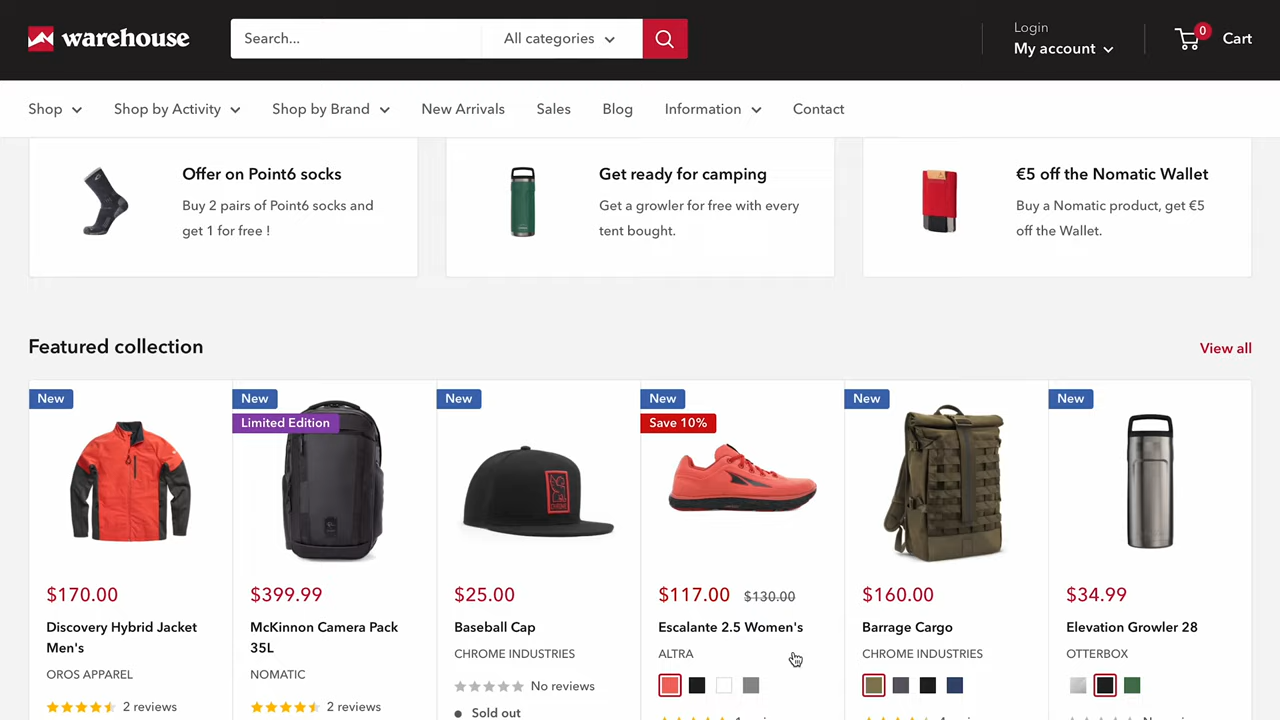 warehouse
Search...
All categories
Login
My account
0
Cart
Shop
Shop by Activity
Shop by Brand
New Arrivals
Sales
Blog
Information
Contact
Offer on Point6 socks
Buy 2 pairs of Point6 socks and
get 1 for free !
Get ready for camping
Get a growler for free with every
tent bought.
€5 off the Nomatic Wallet
Buy a Nomatic product, get €5
off the Wallet.
Featured collection
View all
New
$170.00
Discovery Hybrid Jacket
Men's
OROS APPAREL
2 reviews
New
Limited Edition
$399.99
McKinnon Camera Pack
35L
NOMATIC
2 reviews
New
CHROME
$25.00
Baseball Cap
CHROME INDUSTRIES
No reviews
Sold out
New
Save 10%
$117.00 $130.00
Escalante 2.5 Women's
ALTRA
New
$160.00
Barrage Cargo
CHROME INDUSTRIES
New
$34.99
Elevation Growler 28
OTTERBOX